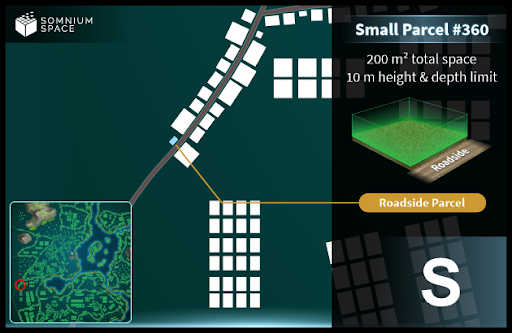 SOMNIUM
SPACE
Small Parcel #360
200 m² total space
10 m height & depth limit
Roadside
Roadside Parcel
S